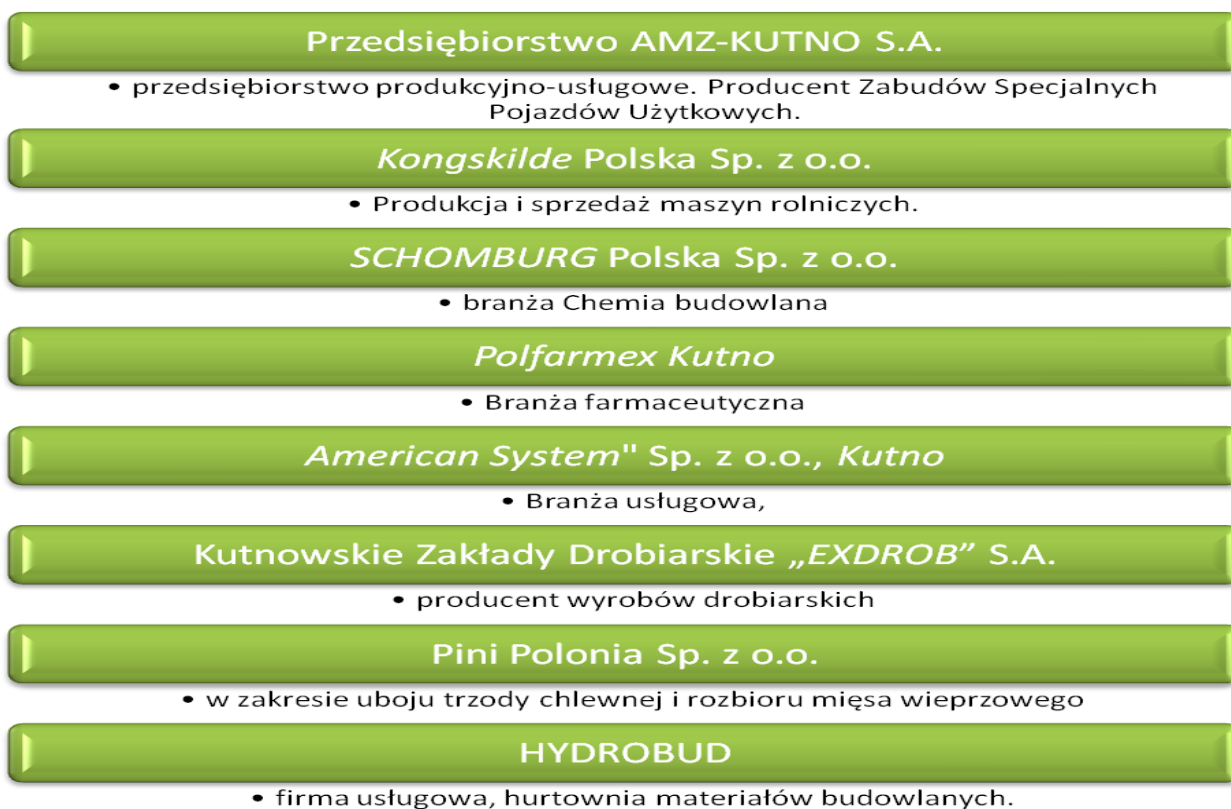 Przedsiębiorstwo AMZ-KUTNO S.A.
• przedsiębiorstwo produkcyjno-usługowe. Producent Zabudów Specjalnych
Pojazdów Użytkowych.
Kongskilde Polska Sp. z o.o.
• Produkcja i sprzedaż maszyn rolniczych.
SCHOMBURG Polska Sp. z o.o.
• branża Chemia budowlana
Polfarmex Kutno
• Branża farmaceutyczna
American System" Sp. z o.o., Kutno
• Branża usługowa,
Kutnowskie Zakłady Drobiarskie „EXDROB” S.A.
• producent wyrobów drobiarskich
Pini Polonia Sp. z o.o.
• w zakresie uboju trzody chlewnej i rozbioru mięsa wieprzowego
HYDROBUD
• firma usługowa, hurtownia materiałów budowlanych.